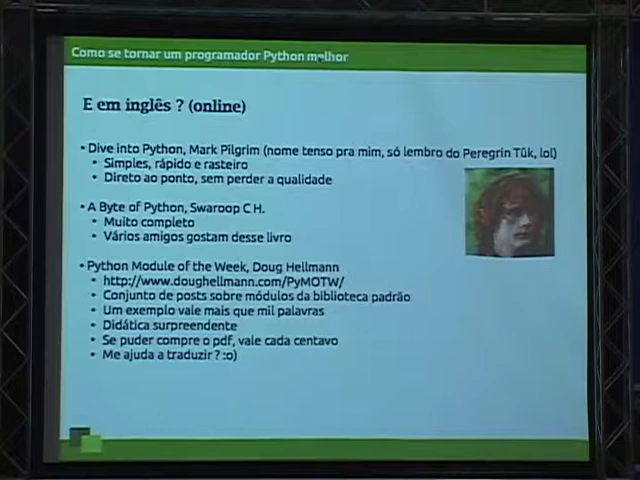 Como se tornar um programador Python melhor
E em inglês ? (online)
• Dive into Python, Mark Pilgrim (nome tenso pra mim, só lembro do Peregrin Tûk, lol)
• Simples, rápido e rasteiro
• Direto ao ponto, sem perder a qualidade
• A Byte of Python, Swaroop C H.
• Muito completo
• Vários amigos gostam desse livro
• Python Module of the Week, Doug Hellmann
• http://www.doughellmann.com/PyMOTW/
• Conjunto de posts sobre módulos da biblioteca padrão
• Um exemplo vale mais que mil palavras
• Didática surpreendente
• Se puder compre o pdf, vale cada centavo
• Me ajuda a traduzir ? :o)